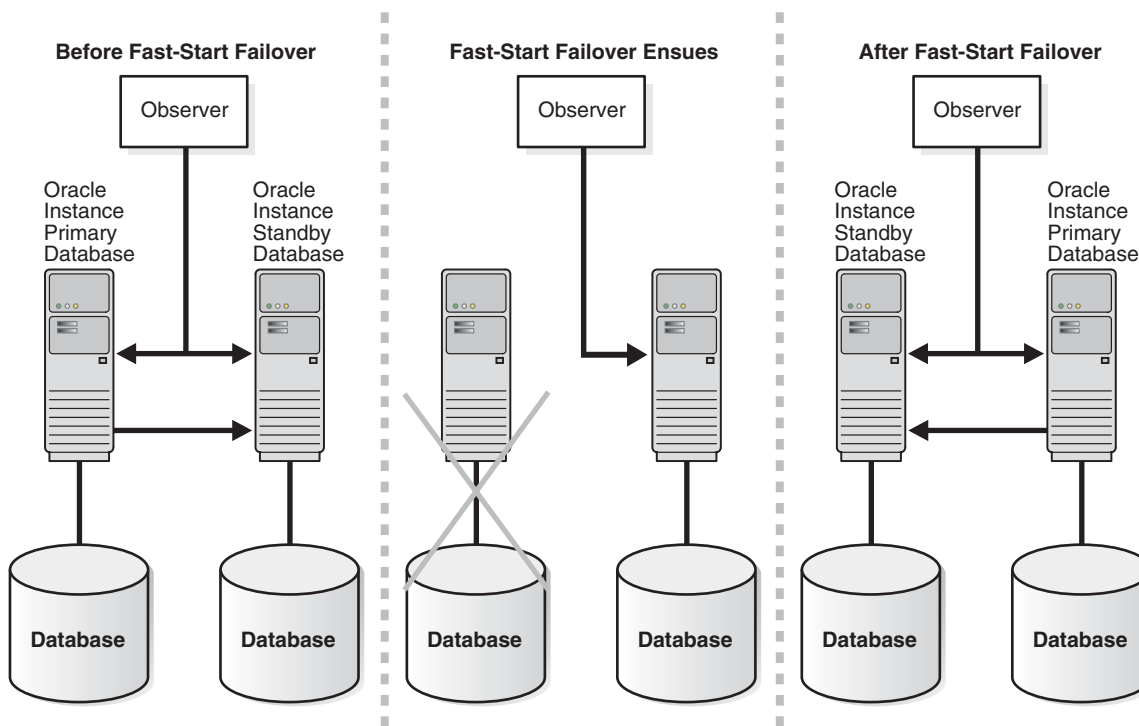 Before Fast-Start Failover
Observer
Oracle
Instance
Primary
Database
Oracle
Instance
Standby
Database
Database
Database
Fast-Start Failover Ensues
Observer
Database
Database
After Fast-Start Failover
Observer
Oracle
Instance
Standby
Database
Oracle
Instance
Primary
Database
Database
Database